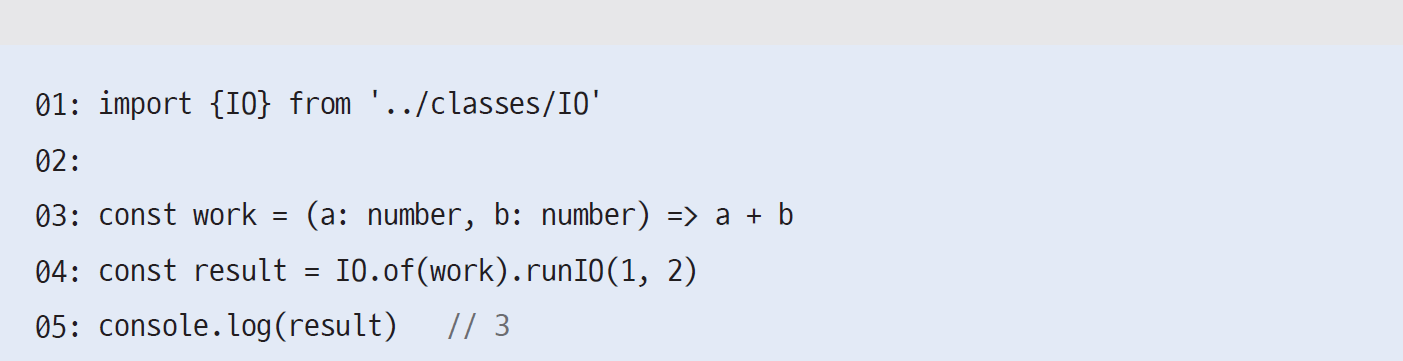 01: import {IO} from '../classes/IO'
02:
03: const work = (a: number, b: number) => a + b
04: const result = IO.of(work).runIO(1, 2)
05: console.log(result)   // 3